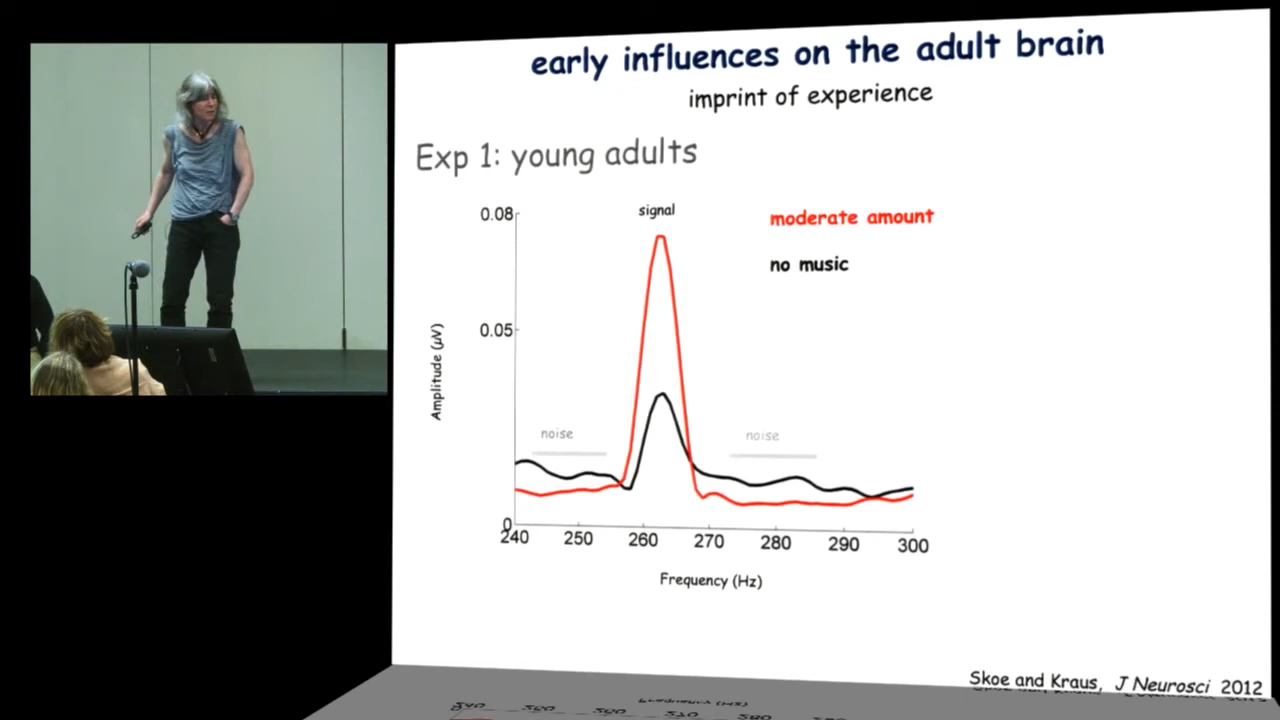 early influences on the adult brain
imprint of experience
Exp 1: young adults
0.08
signal
moderate amount
no music
0.05
Amplitude (μV)
noise
noise
0
240 250 260 270 280 290 300
Frequency (Hz)
Skoe and Kraus, J Neurosci 2012